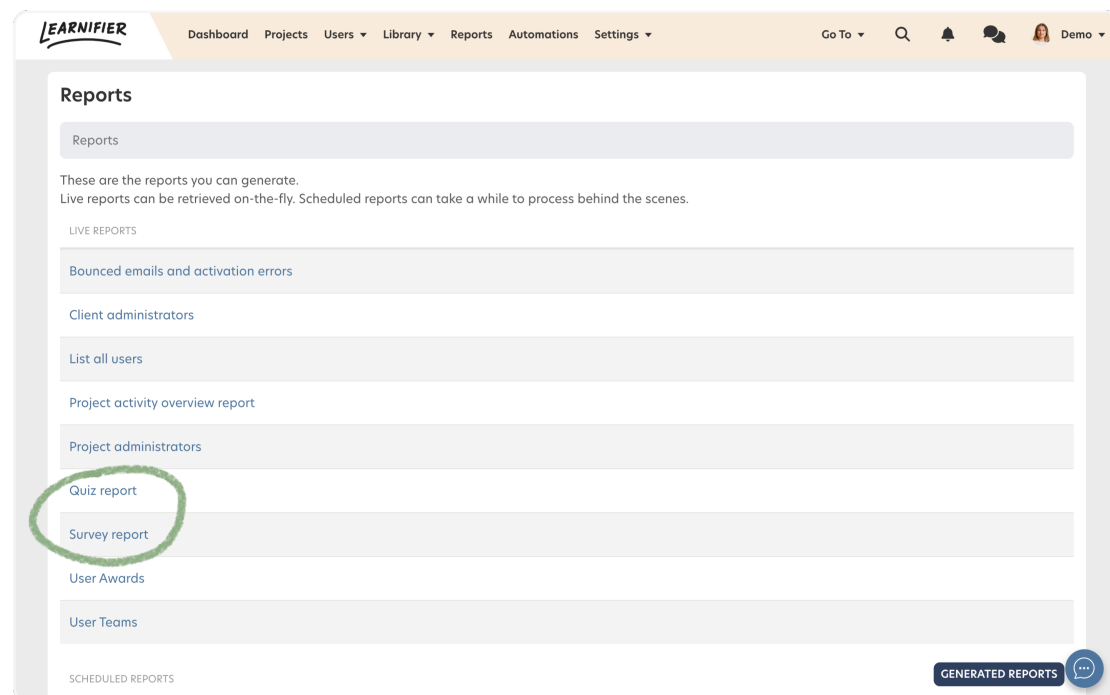 LEARNIFIER
Dashboard Projects Users Library Reports Automations Settings Go To Demo
Reports
Reports
These are the reports you can generate.
Live reports can be retrieved on-the-fly. Scheduled reports can take a while to process behind the scenes.
LIVE REPORTS
Bounced emails and activation errors
Client administrators
List all users
Project activity overview report
Project administrators
Quiz report
Survey report
User Awards
User Teams
SCHEDULED REPORTS
GENERATED REPORTS